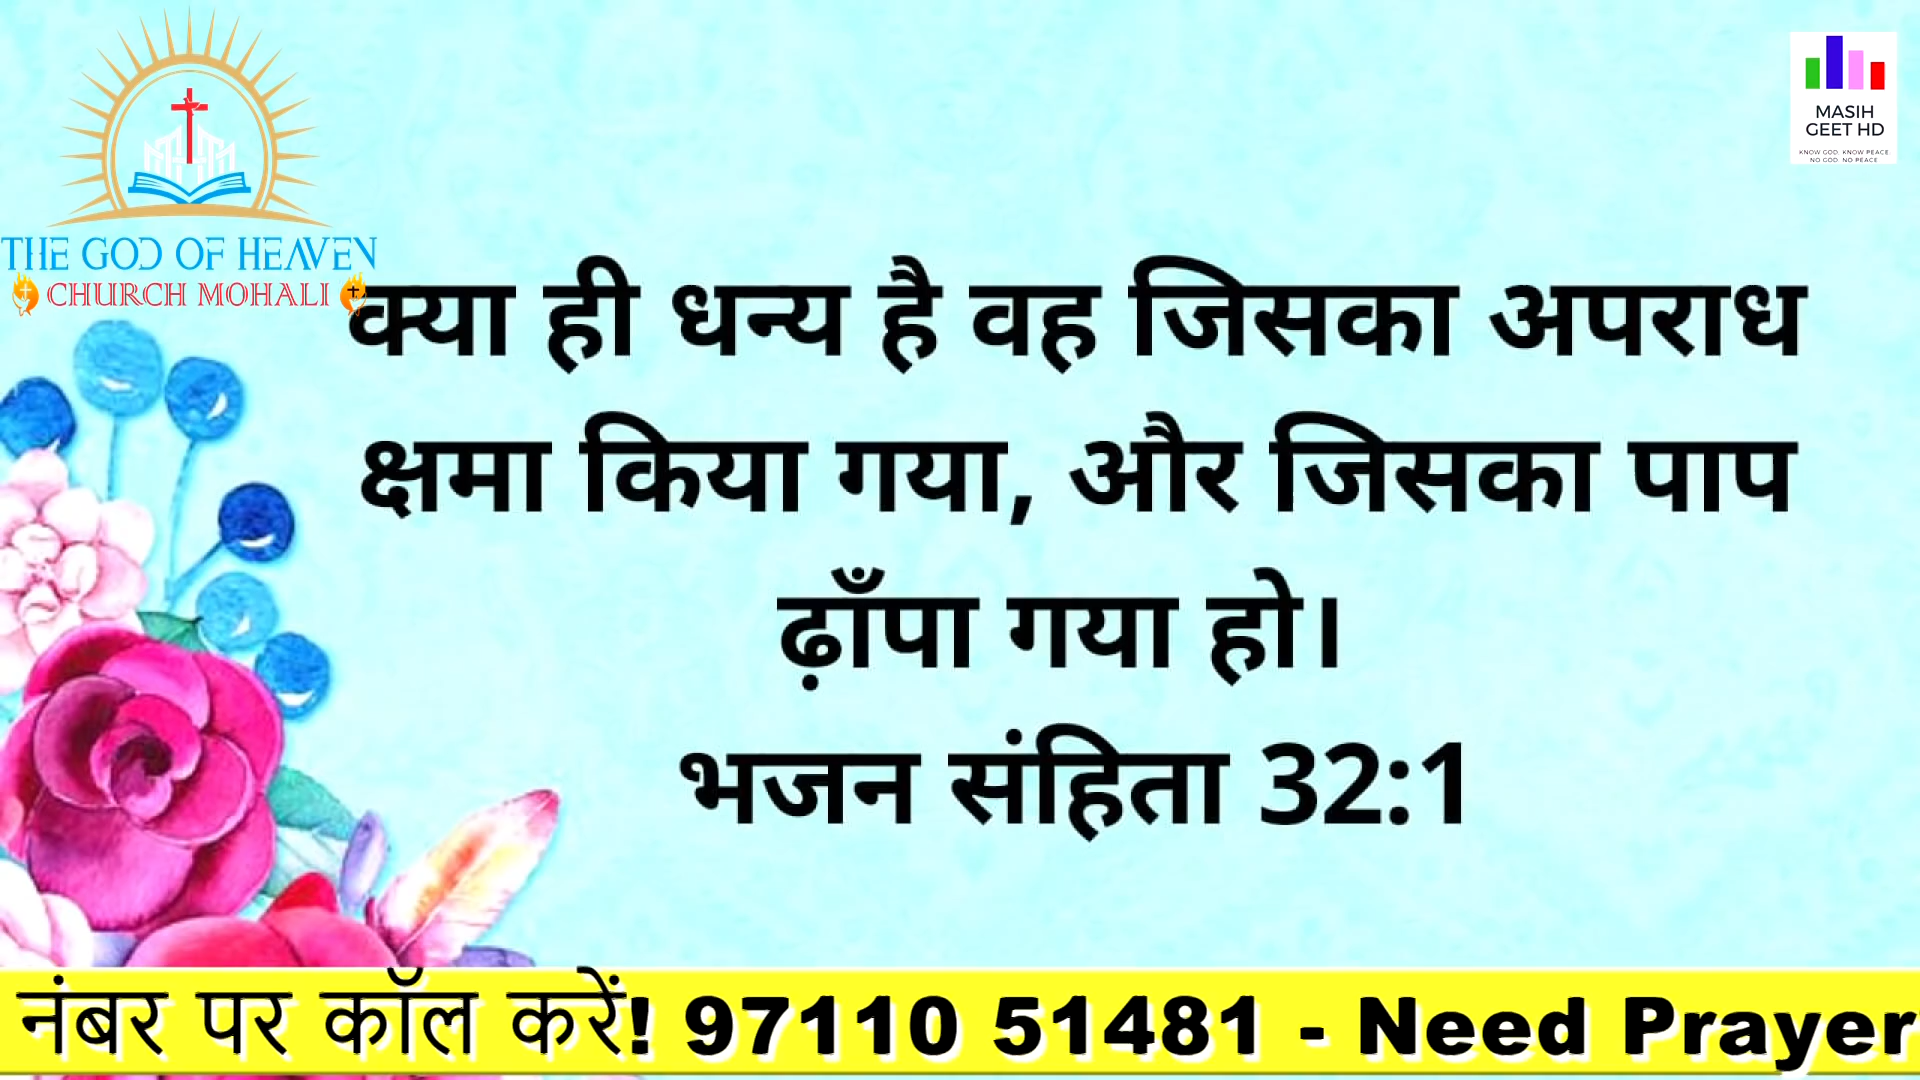 THE GOD OF HEAVEN
CHURCH MOHALI
MASIH
GEET HD
KNOW GOD. KNOW PEACE.
NO GOD. NO PEACE
क्या ही धन्य है वह जिसका अपराध
क्षमा किया गया, और जिसका पाप
ढ़ाँपा गया हो।
भजन संहिता 32:1
नंबर पर कॉल करें! 97110 51481 - Need Prayer